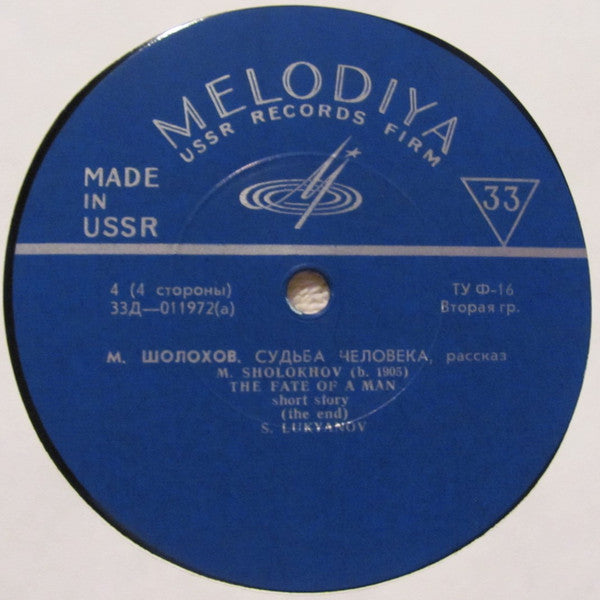 MELODIYA
USSR RECORDS FIRM
MADE
IN
USSR
33
4 (4 стороны)
33Д—011972(а)
ТУ Ф-16
Вторая гр.
М. ШОЛОХОВ. СУДЬБА ЧЕЛОВЕКА, рассказ
M. SHOLOKHOV (b. 1905)
THE FATE OF A MAN
short story
(the end)
S. LUKYANOV